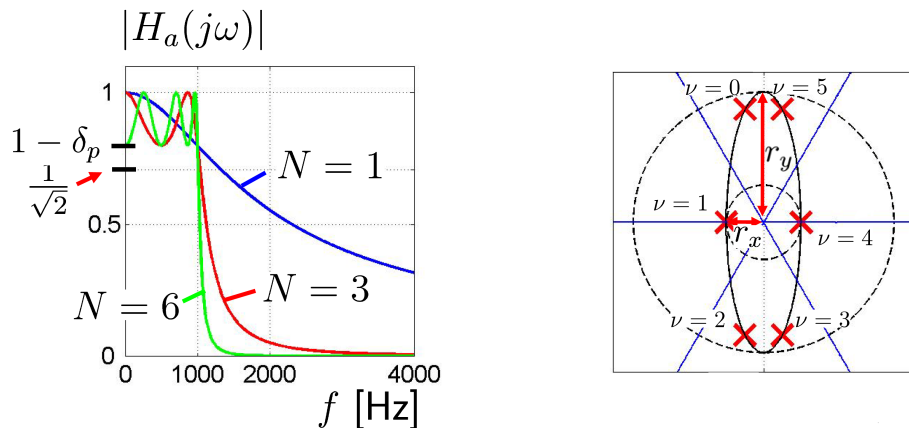 |H_a(jω)|
1
1 − δ_p
1/√2
0.5
0
N = 1
N = 3
N = 6
0 1000 2000 4000
f [Hz]
ν = 0 ν = 5
r_y
ν = 1
r_x
ν = 4
ν = 2 ν = 3